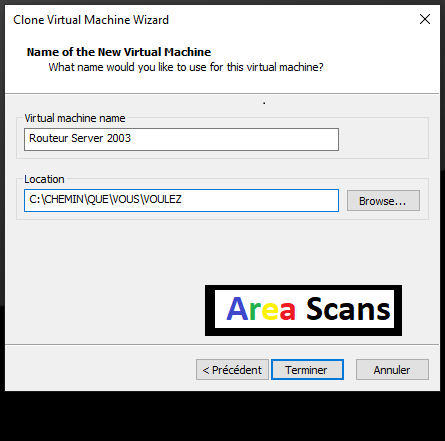 Clone Virtual Machine Wizard
Name of the New Virtual Machine
What name would you like to use for this virtual machine?
Virtual machine name
Routeur Server 2003
Location
C:\CHEMIN\QUE\VOUS\VOULEZ
Browse...
Area Scans
< Précédent
Terminer
Annuler